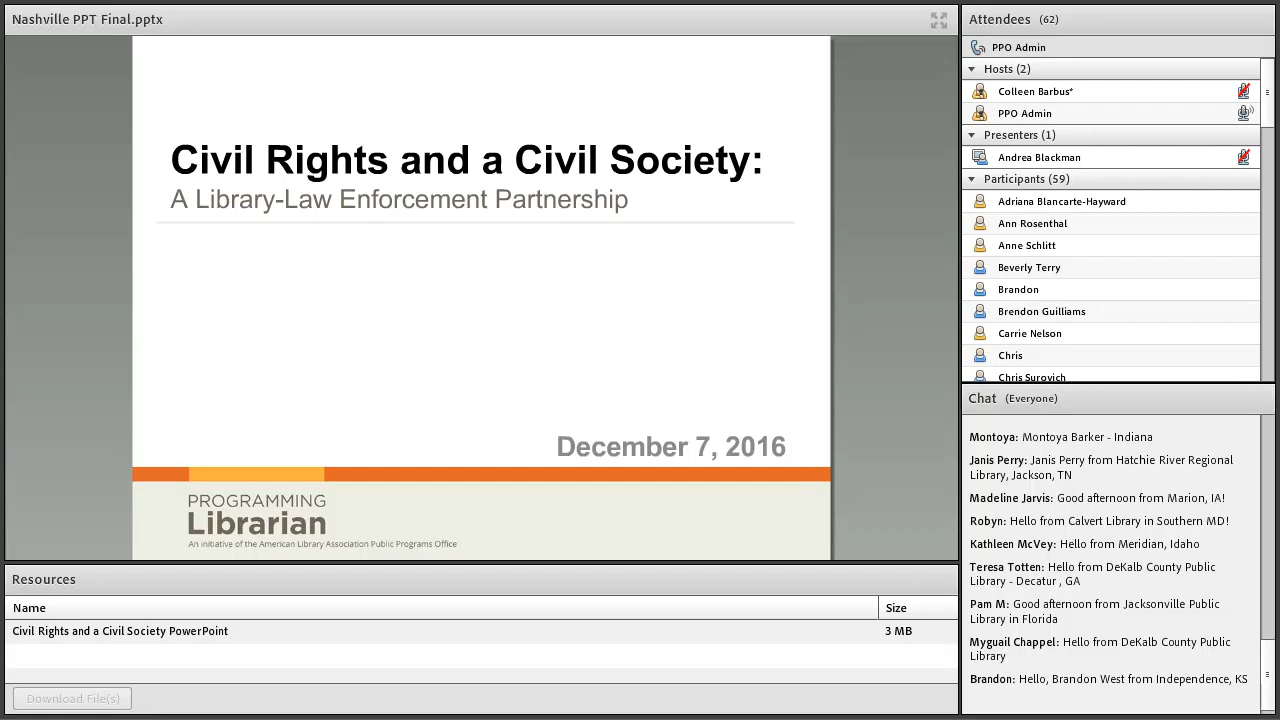 Nashville PPT Final.pptx
Civil Rights and a Civil Society:
A Library-Law Enforcement Partnership
December 7, 2016
PROGRAMMING
Librarian
An initiative of the American Library Association Public Programs Office
Resources
Name Size
Civil Rights and a Civil Society PowerPoint 3 MB
Download File(s)
Attendees (62)
PPO Admin
Hosts (2)
Colleen Barbus*
PPO Admin
Presenters (1)
Andrea Blackman
Participants (59)
Adriana Blancarte-Hayward
Ann Rosenthal
Anne Schlitt
Beverly Terry
Brandon
Brendon Guilliams
Carrie Nelson
Chris
Chris Surovich
Chat (Everyone)
Montoya: Montoya Barker - Indiana
Janis Perry: Janis Perry from Hatchie River Regional
Library, Jackson, TN
Madeline Jarvis: Good afternoon from Marion, IA!
Robyn: Hello from Calvert Library in Southern MD!
Kathleen McVey: Hello from Meridian, Idaho
Teresa Totten: Hello from DeKalb County Public
Library - Decatur , GA
Pam M: Good afternoon from Jacksonville Public
Library in Florida
Myguail Chappel: Hello from DeKalb County Public
Library
Brandon: Hello, Brandon West from Independence, KS